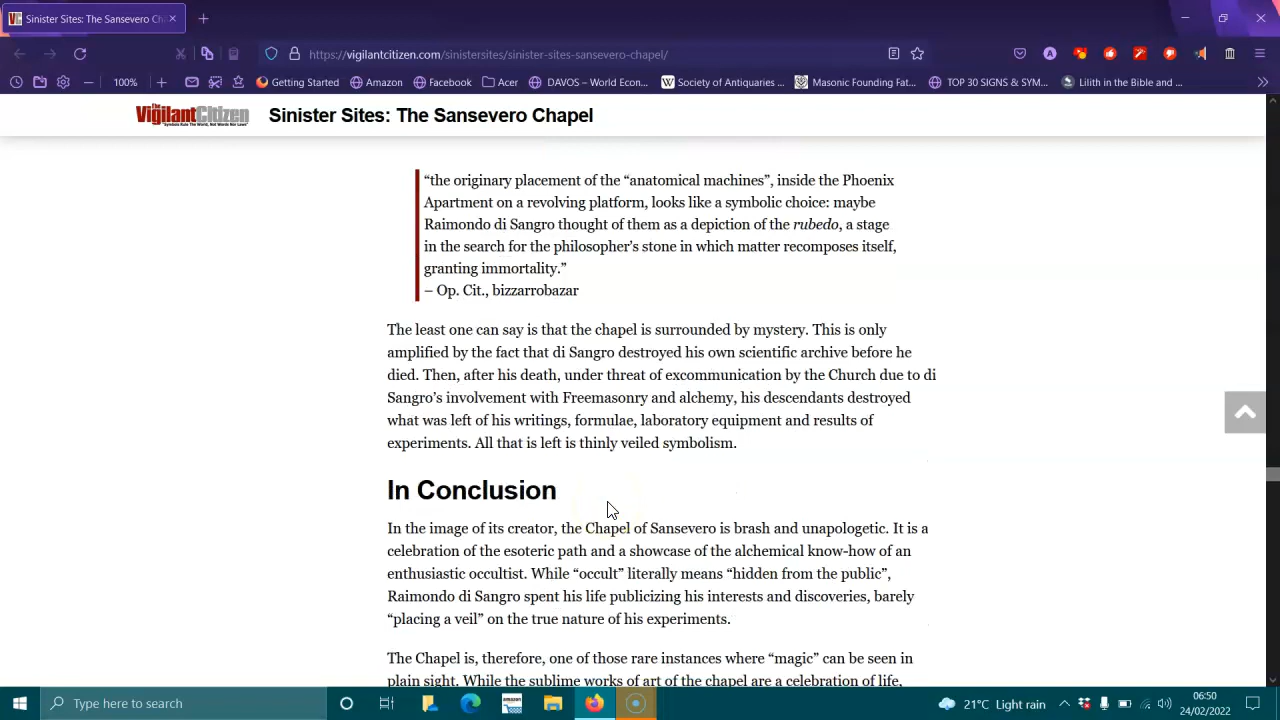 Sinister Sites: The Sansevero Cha
https://vigilantcitizen.com/sinistersites/sinister-sites-sansevero-chapel/
100%
Getting Started
Amazon
Facebook
Acer
DAVOS – World Econ...
Society of Antiquaries ...
Masonic Founding Fat...
TOP 30 SIGNS & SYM...
Lilith in the Bible and ...
The VigilantCitizen
Symbols Rule The World, Not Words Nor Laws
Sinister Sites: The Sansevero Chapel
“the originary placement of the “anatomical machines”, inside the Phoenix
Apartment on a revolving platform, looks like a symbolic choice: maybe
Raimondo di Sangro thought of them as a depiction of the rubedo, a stage
in the search for the philosopher’s stone in which matter recomposes itself,
granting immortality.”
– Op. Cit., bizzarrobazar
The least one can say is that the chapel is surrounded by mystery. This is only
amplified by the fact that di Sangro destroyed his own scientific archive before he
died. Then, after his death, under threat of excommunication by the Church due to di
Sangro’s involvement with Freemasonry and alchemy, his descendants destroyed
what was left of his writings, formulae, laboratory equipment and results of
experiments. All that is left is thinly veiled symbolism.
In Conclusion
In the image of its creator, the Chapel of Sansevero is brash and unapologetic. It is a
celebration of the esoteric path and a showcase of the alchemical know-how of an
enthusiastic occultist. While “occult” literally means “hidden from the public”,
Raimondo di Sangro spent his life publicizing his interests and discoveries, barely
“placing a veil” on the true nature of his experiments.
The Chapel is, therefore, one of those rare instances where “magic” can be seen in
plain sight. While the sublime works of art of the chapel are a celebration of life,
Type here to search
amazon
21°C Light rain
06:50
24/02/2022